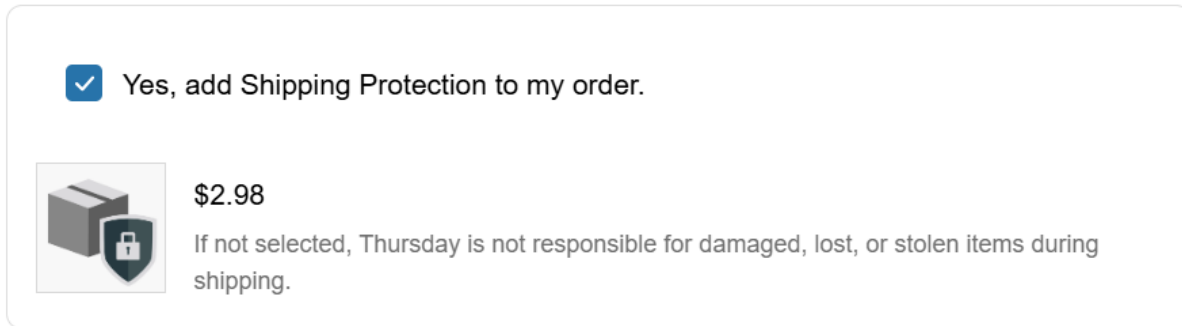 Yes, add Shipping Protection to my order.
$2.98
If not selected, Thursday is not responsible for damaged, lost, or stolen items during
shipping.